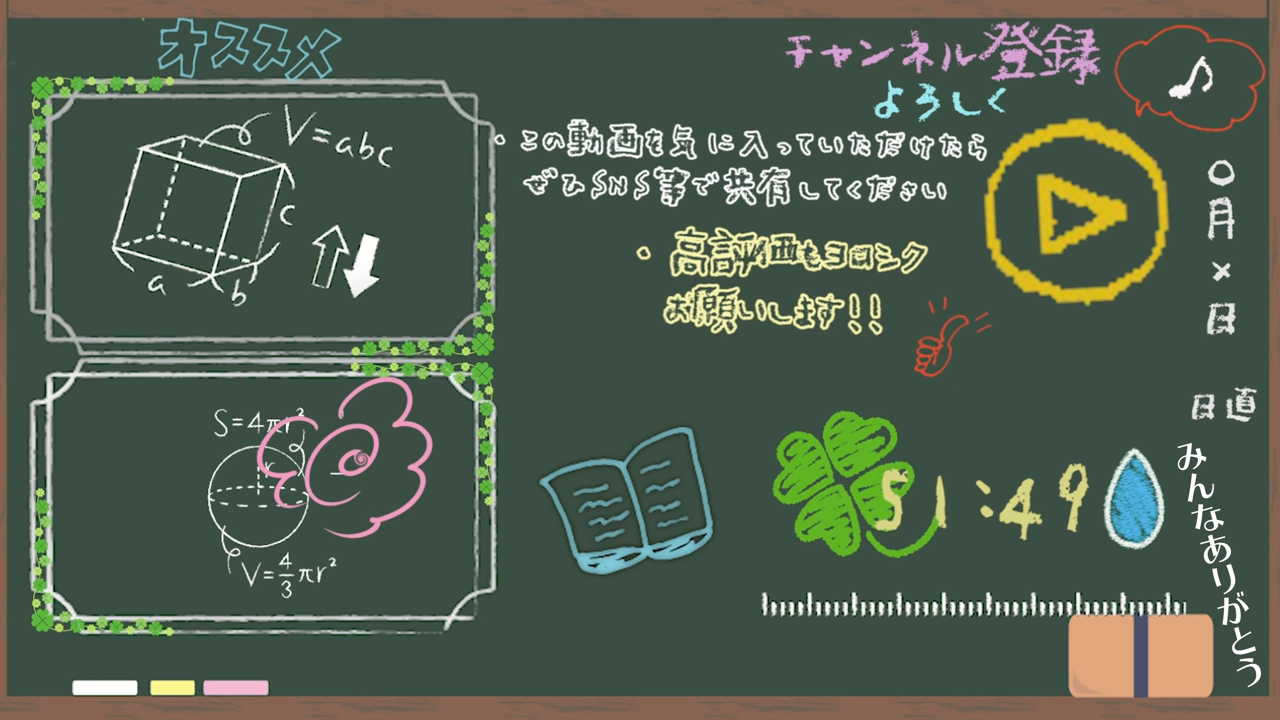 オススメ
チャンネル登録
よろしく
・この動画を気に入っていただけたら
ぜひSNS等で共有してください
・高評価もヨロシク
お願いします!!
V=abc
c
a
b
S=4πr²
r
V=4/3πr²
51:49
○月×日
日直
みんなありがとう